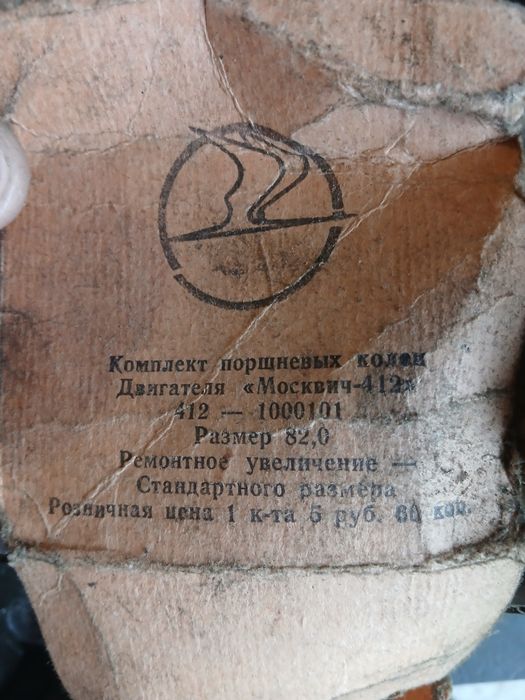 Комплект поршневых колец
Двигателя «Москвич-412»
412 — 1000101
Размер 82,0
Ремонтное увеличение —
Стандартного размера
Розничная цена 1 к-та 5 руб. 60 коп.